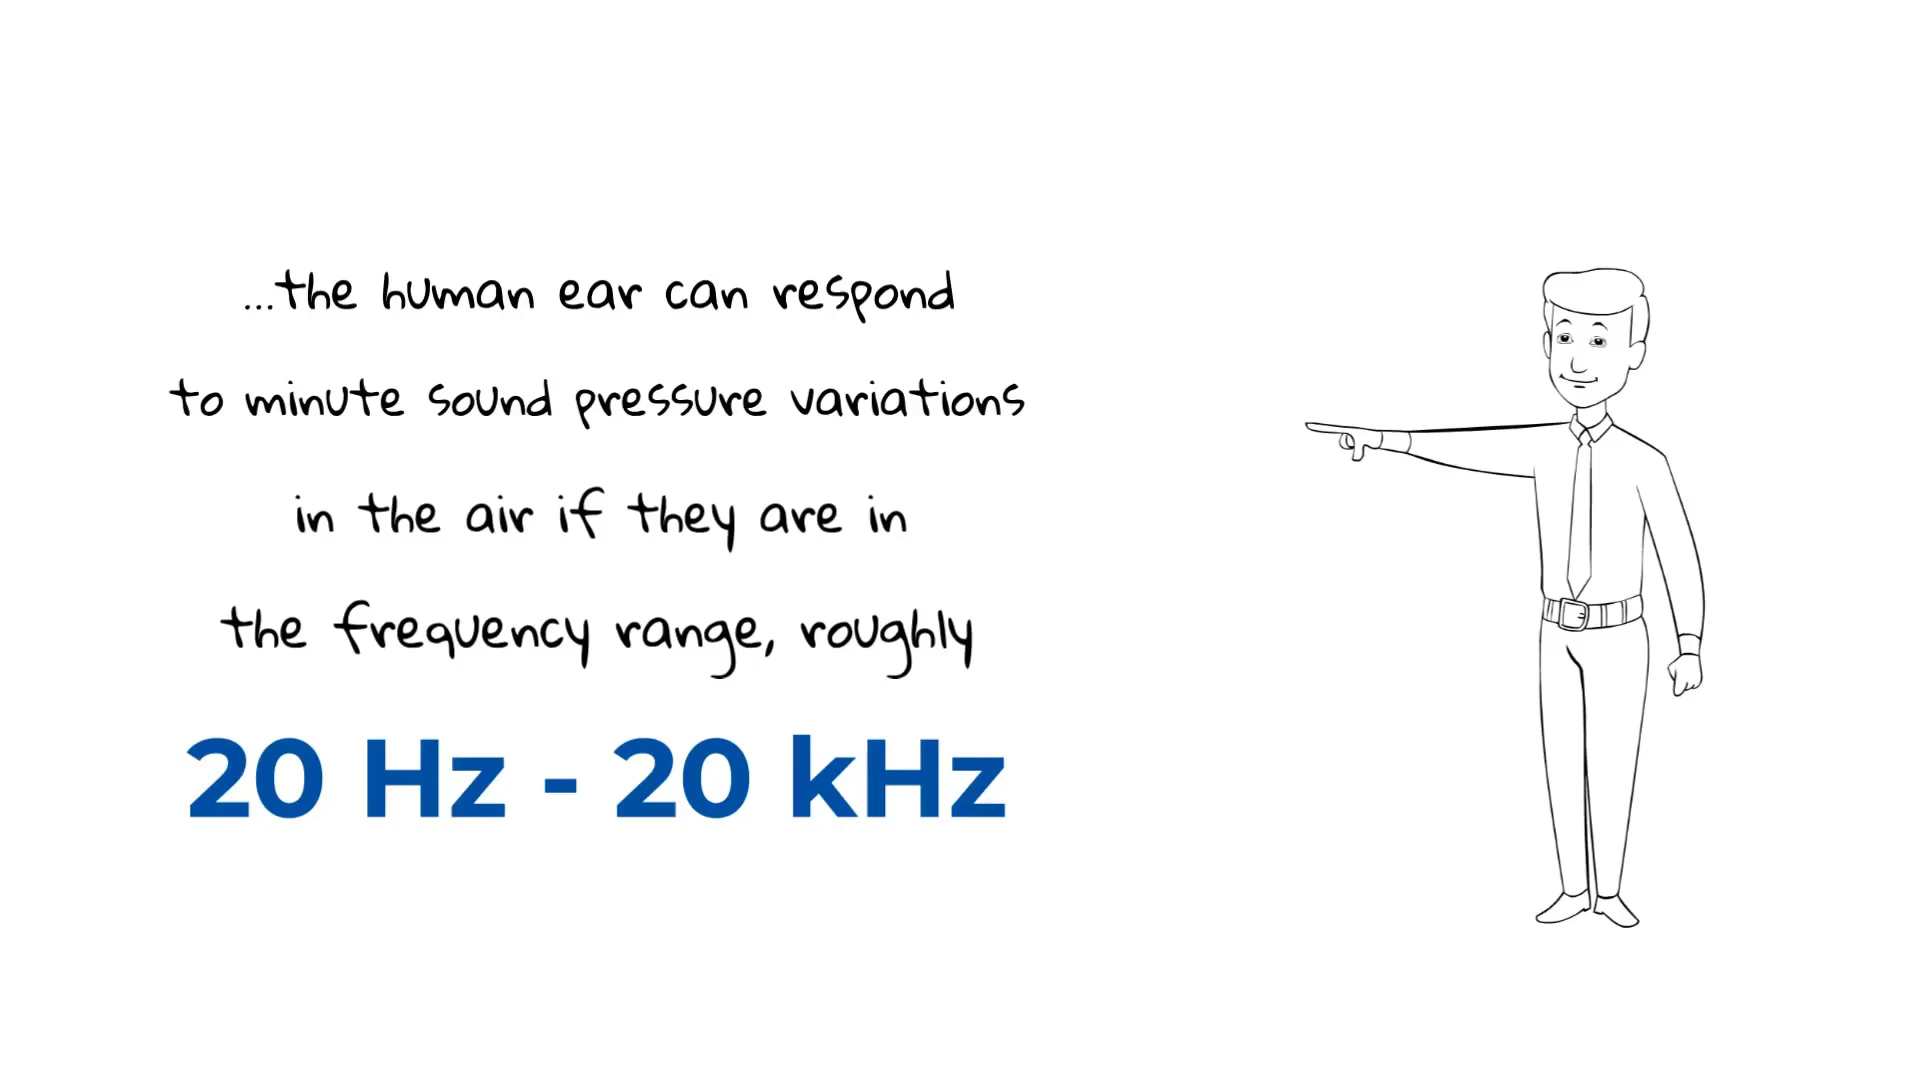 ...the human ear can respond
to minute sound pressure variations
in the air if they are in
the frequency range, roughly
20 Hz - 20 kHz